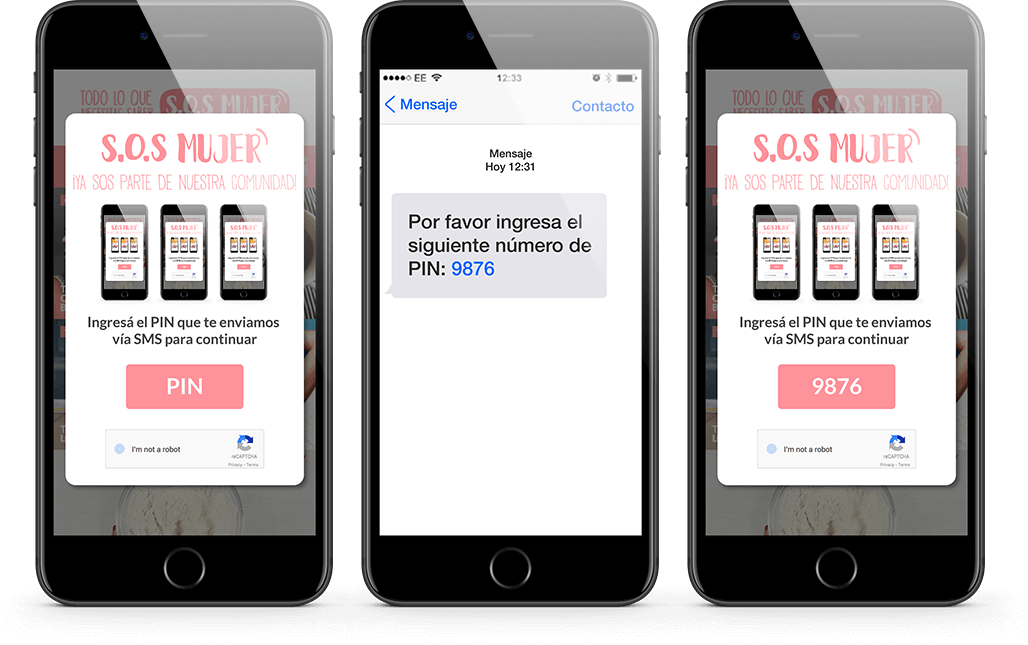 TODO LO QUE
NECESITAS SABER
S.O.S MUJER
S.O.S MUJER
¡YA SOS PARTE DE NUESTRA COMUNIDAD!
Ingresá el PIN que te enviamos
vía SMS para continuar
PIN
I'm not a robot
reCAPTCHA
Privacy - Terms
EE
12:33
Mensaje
Contacto
Mensaje
Hoy 12:31
Por favor ingresa el
siguiente número de
PIN: 9876
TODO LO QUE
NECESITAS SABER
S.O.S MUJER
S.O.S MUJER
¡YA SOS PARTE DE NUESTRA COMUNIDAD!
Ingresá el PIN que te enviamos
vía SMS para continuar
9876
I'm not a robot
reCAPTCHA
Privacy - Terms